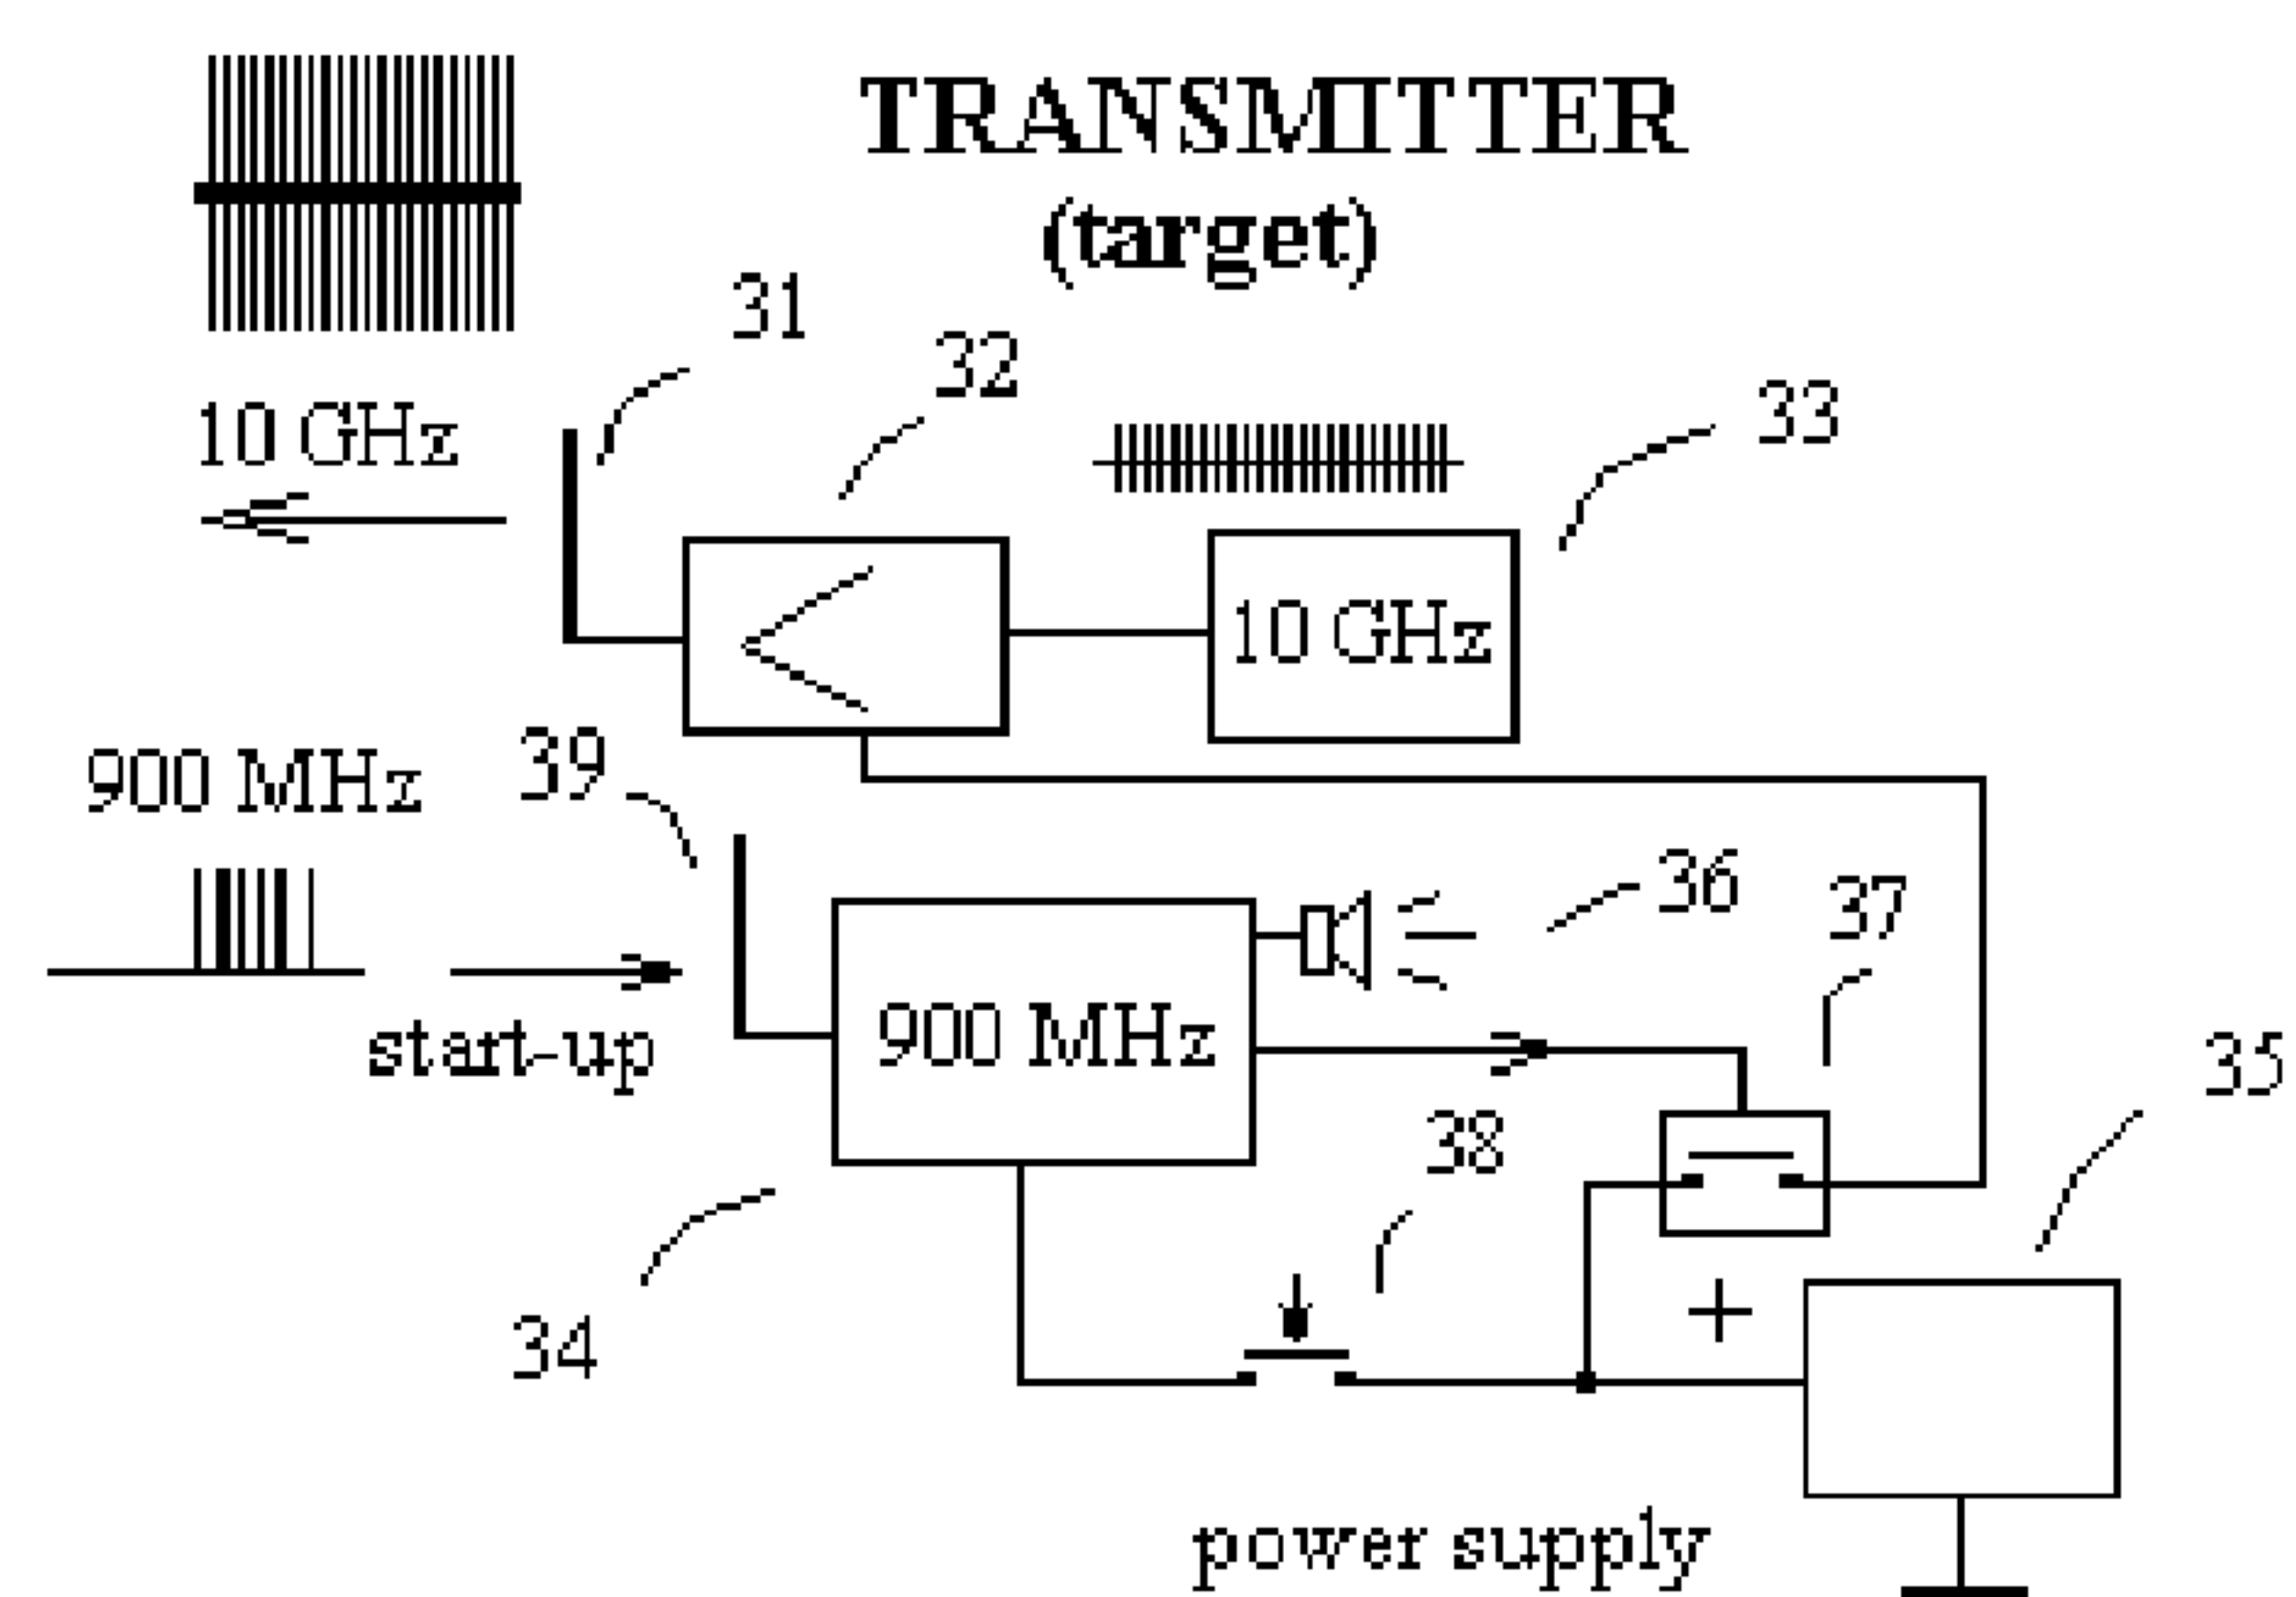 TRANSMITTER
(target)
31
32
33
10 GHz
10 GHz
39
900 MHz
36
37
start-up
900 MHz
35
38
34
+
power supply